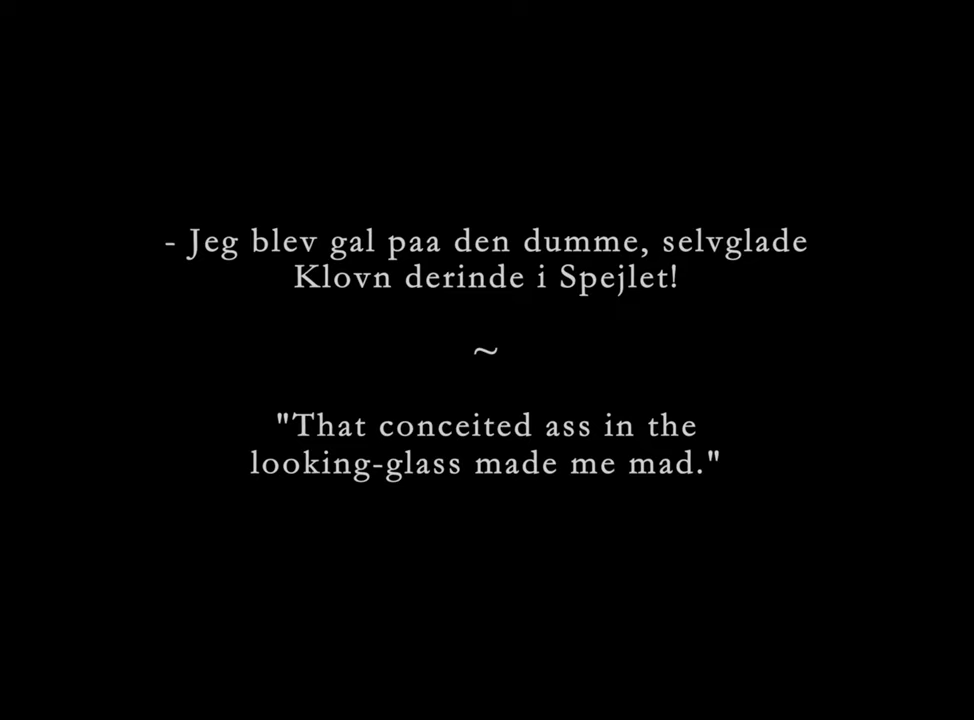 - Jeg blev gal paa den dumme, selvglade
Klovn derinde i Spejlet!
~
"That conceited ass in the
looking-glass made me mad."